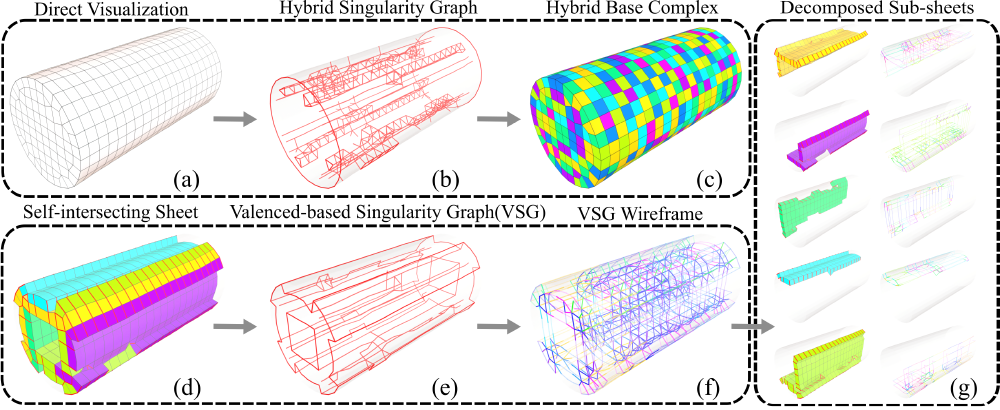 Direct Visualization
Hybrid Singularity Graph
Hybrid Base Complex
Decomposed Sub-sheets
(a)
(b)
(c)
Self-intersecting Sheet
Valenced-based Singularity Graph(VSG)
VSG Wireframe
(d)
(e)
(f)
(g)